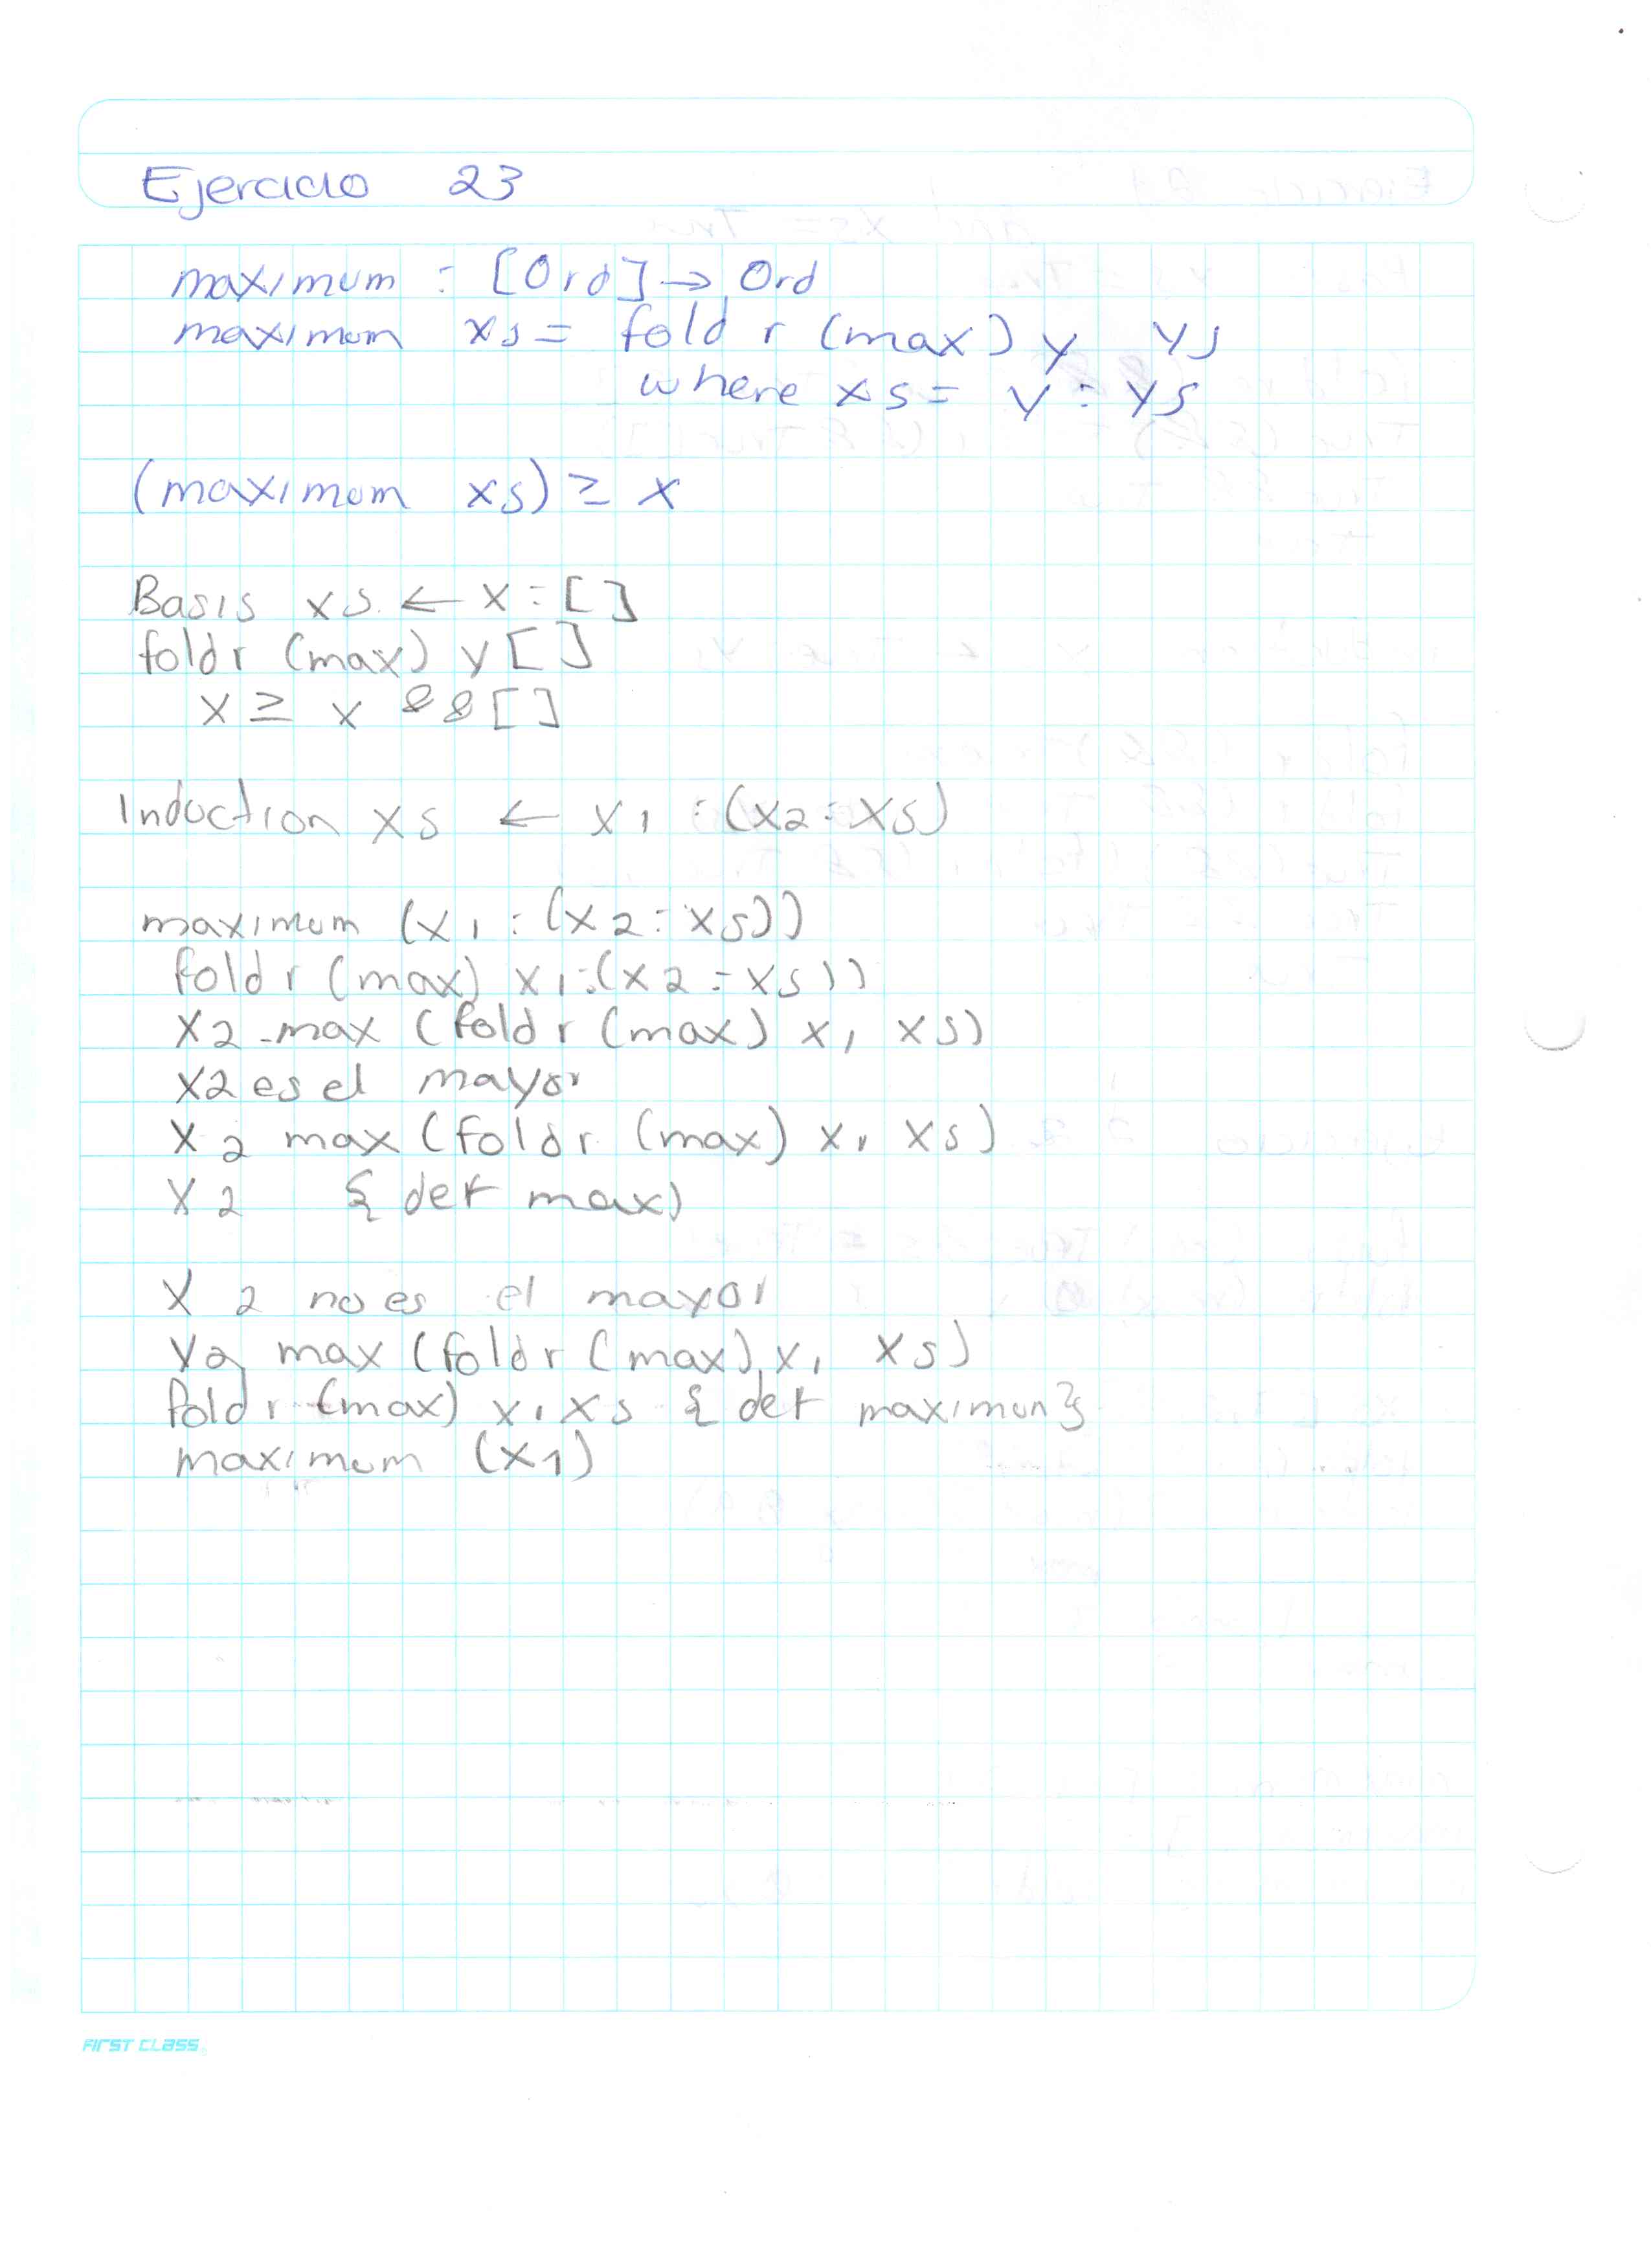 Ejercicio 23
maximum : [Ord] → Ord
maximum xs = foldr (max) y ys
where xs = y : ys
(maximum xs) ≥ x
Basis xs ← x : []
foldr (max) y []
x ≥ x && []
Induction xs ← x1 : (x2 : xs)
maximum (x1 : (x2 : xs))
foldr (max) x1 : (x2 : xs))
x2 max (foldr (max) x1 xs)
x2 es el mayor
x2 max (foldr (max) x1 xs)
x2 { def max)
x2 no es el mayor
x2 max (foldr (max) x1 xs)
foldr (max) x1 xs { def maximun}
maximum (x1)
FIRST CLASS